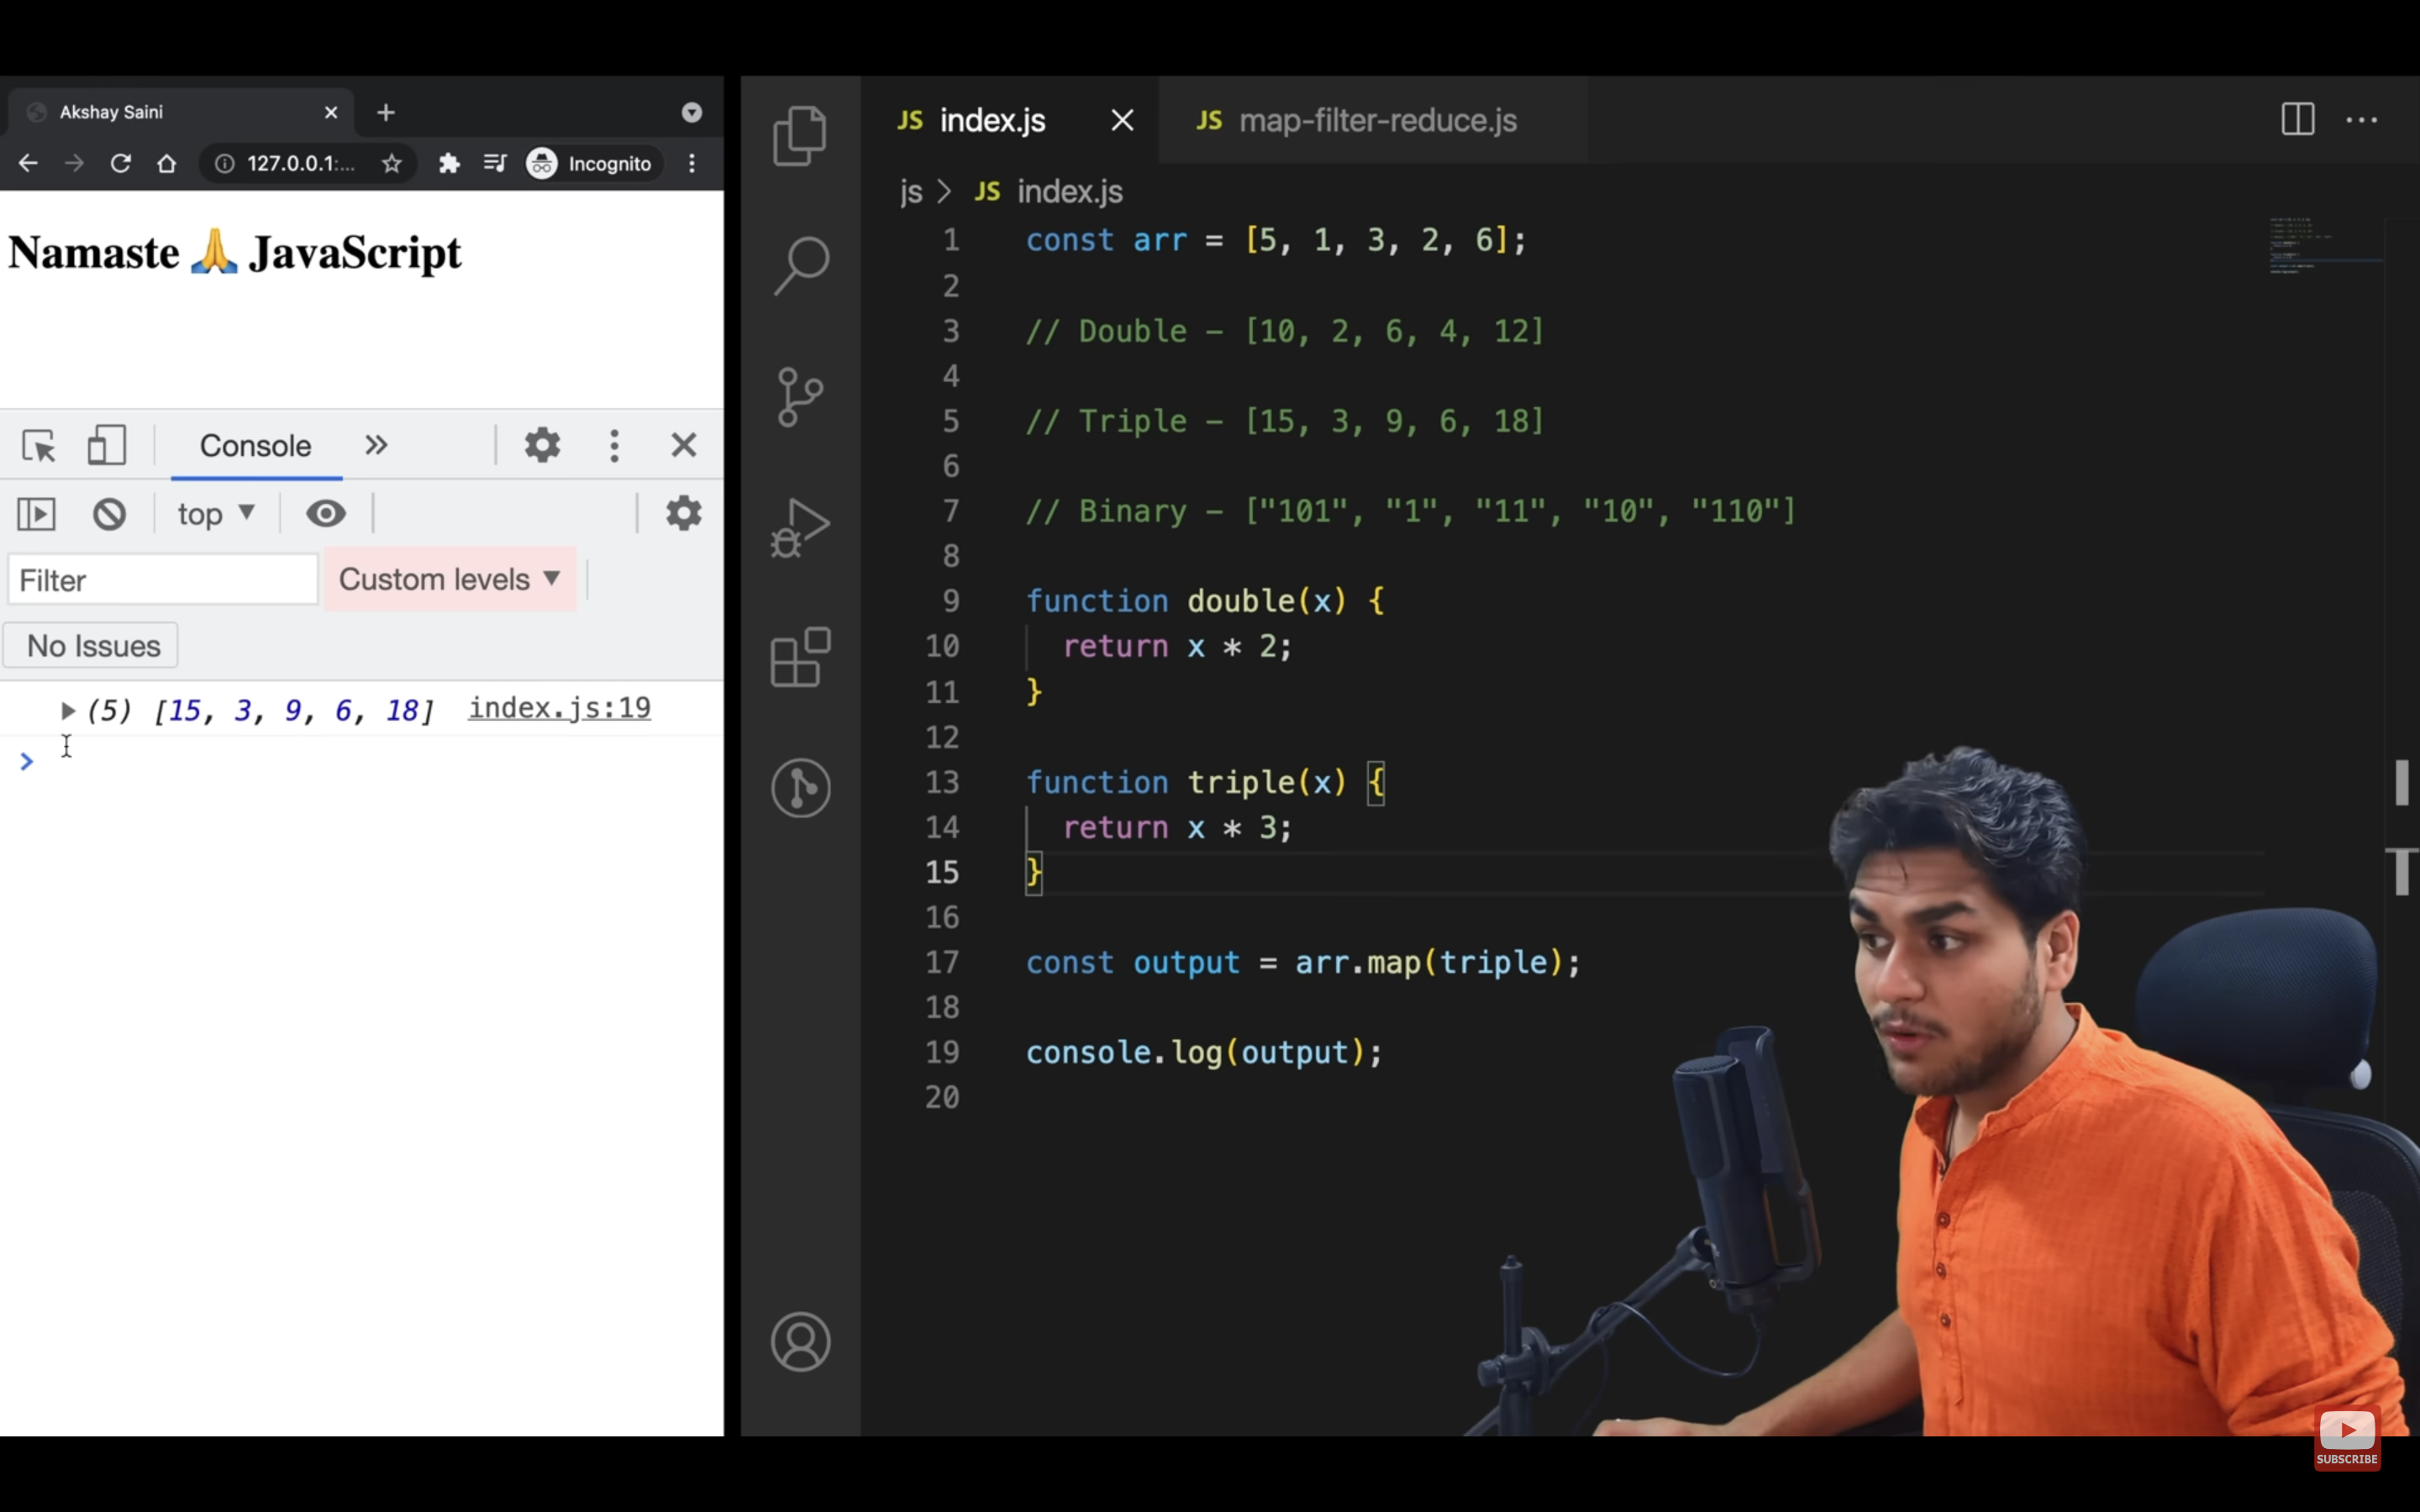 Akshay Saini
127.0.0.1:...
Incognito
Namaste 🙏 JavaScript
Console
top
Filter
Custom levels
No Issues
(5) [15, 3, 9, 6, 18] index.js:19
JS index.js
JS map-filter-reduce.js
js > JS index.js
1 const arr = [5, 1, 3, 2, 6];
2
3 // Double – [10, 2, 6, 4, 12]
4
5 // Triple – [15, 3, 9, 6, 18]
6
7 // Binary – ["101", "1", "11", "10", "110"]
8
9 function double(x) {
10 return x * 2;
11 }
12
13 function triple(x) {
14 return x * 3;
15 }
16
17 const output = arr.map(triple);
18
19 console.log(output);
20
SUBSCRIBE